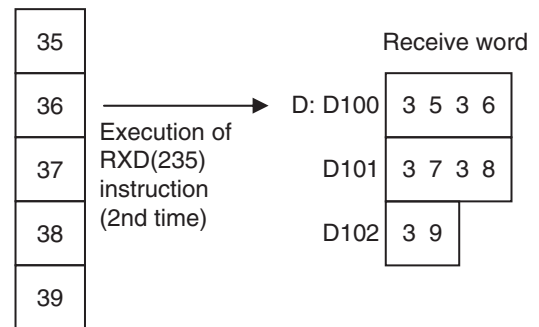 35
36
37
38
39
Execution of
RXD(235)
instruction
(2nd time)
Receive word
D: D100 3 5 3 6
D101 3 7 3 8
D102 3 9